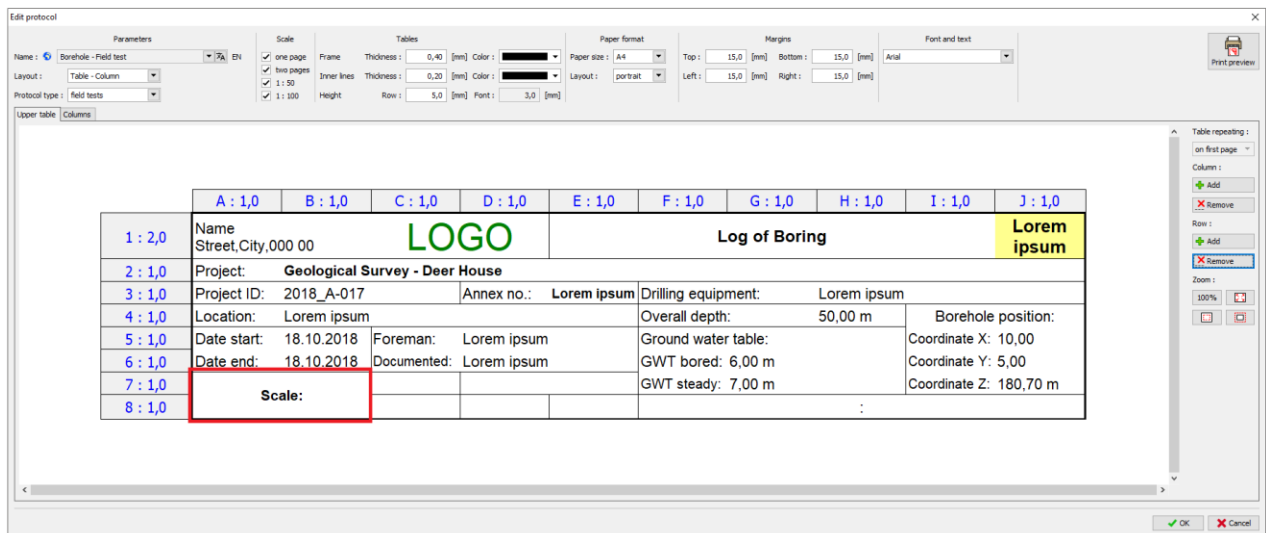 Edit protocol
Parameters Scale Tables Paper format Margins Font and text
Name : Borehole - Field test EN one page Frame Thickness : 0,40 [mm] Color : Paper size : A4 Top : 15,0 [mm] Bottom : 15,0 [mm] Arial
Print preview
Layout : Table - Column two pages Inner lines Thickness : 0,20 [mm] Color : Layout : portrait Left : 15,0 [mm] Right : 15,0 [mm]
1 : 50
Protocol type : field tests 1 : 100 Height Row : 5,0 [mm] Font : 3,0 [mm]
Upper table Columns
Table repeating :
on first page
Column :
Add
Remove
Row :
Add
Remove
Zoom :
100%
A : 1,0 B : 1,0 C : 1,0 D : 1,0 E : 1,0 F : 1,0 G : 1,0 H : 1,0 I : 1,0 J : 1,0
1 : 2,0 Name LOGO Log of Boring Lorem
Street,City,000 00 ipsum
2 : 1,0 Project: Geological Survey - Deer House
3 : 1,0 Project ID: 2018_A-017 Annex no.: Lorem ipsum Drilling equipment: Lorem ipsum
4 : 1,0 Location: Lorem ipsum Overall depth: 50,00 m Borehole position:
5 : 1,0 Date start: 18.10.2018 Foreman: Lorem ipsum Ground water table: Coordinate X: 10,00
6 : 1,0 Date end: 18.10.2018 Documented: Lorem ipsum GWT bored: 6,00 m Coordinate Y: 5,00
7 : 1,0 Scale: GWT steady: 7,00 m Coordinate Z: 180,70 m
8 : 1,0 :
OK Cancel